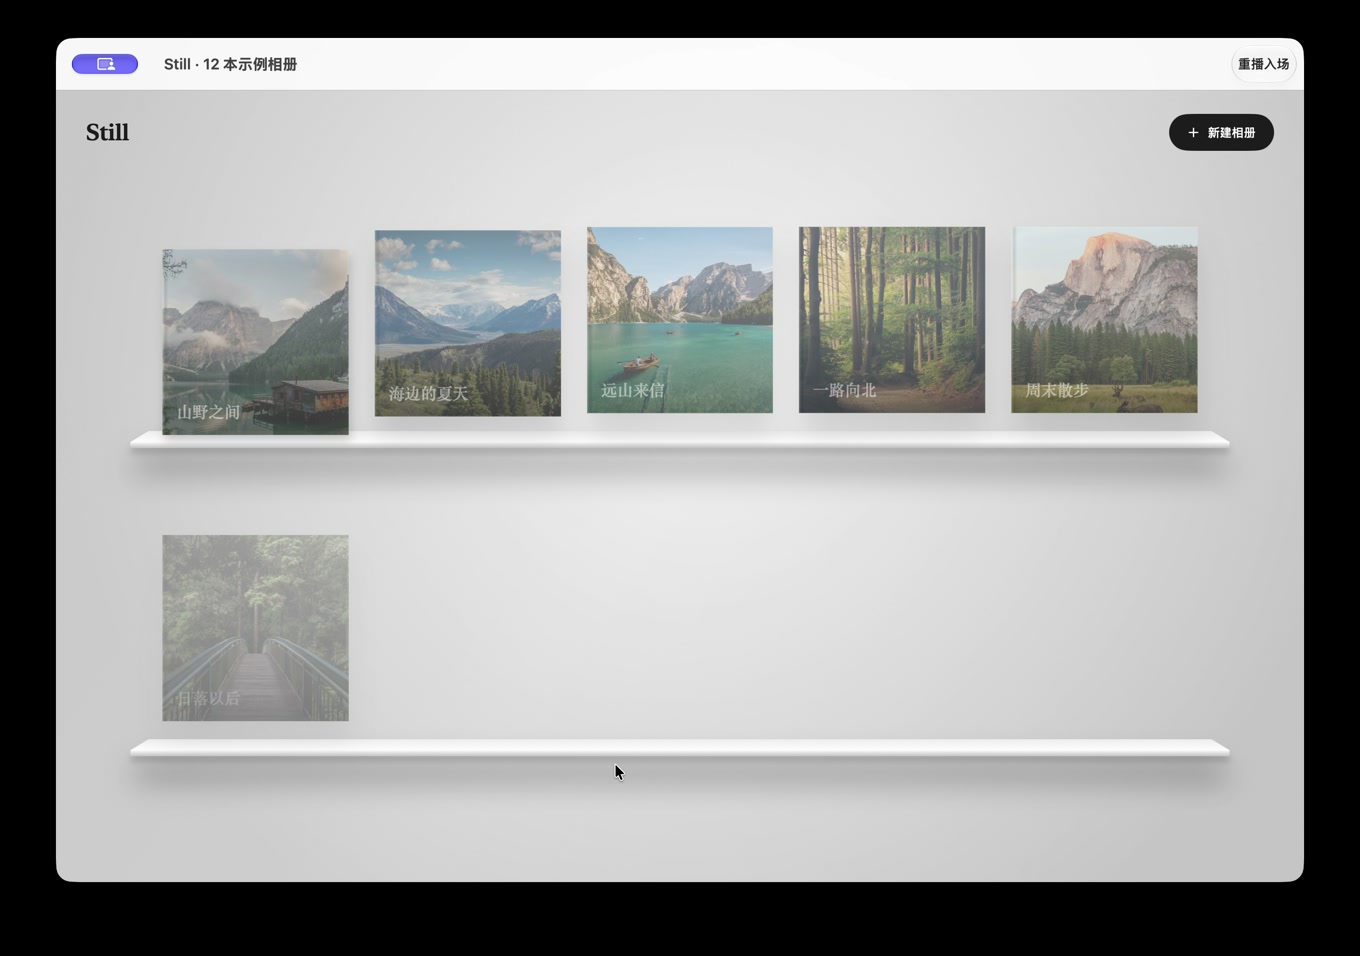 Still · 12 本示例相册
重播入场
Still
+ 新建相册
山野之间
海边的夏天
远山来信
一路向北
周末散步
日落以后